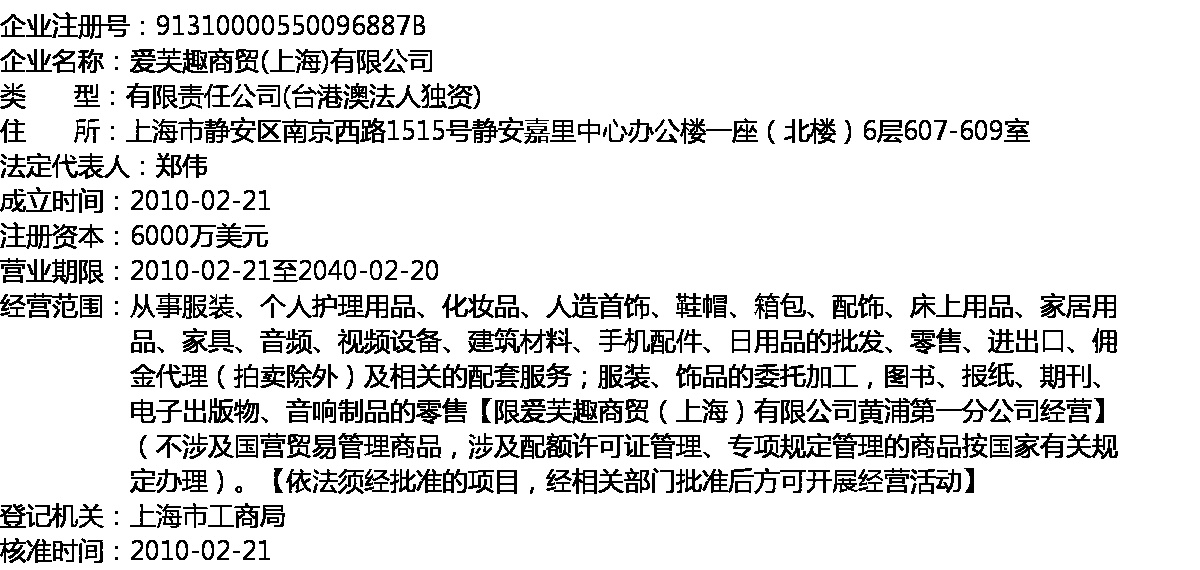 企业注册号：91310000550096887B
企业名称：爱芙趣商贸(上海)有限公司
类　　型：有限责任公司(台港澳法人独资)
住　　所：上海市静安区南京西路1515号静安嘉里中心办公楼一座（北楼）6层607-609室
法定代表人：郑伟
成立时间：2010-02-21
注册资本：6000万美元
营业期限：2010-02-21至2040-02-20
经营范围：从事服装、个人护理用品、化妆品、人造首饰、鞋帽、箱包、配饰、床上用品、家居用
品、家具、音频、视频设备、建筑材料、手机配件、日用品的批发、零售、进出口、佣
金代理（拍卖除外）及相关的配套服务；服装、饰品的委托加工，图书、报纸、期刊、
电子出版物、音响制品的零售【限爱芙趣商贸（上海）有限公司黄浦第一分公司经营】
（不涉及国营贸易管理商品，涉及配额许可证管理、专项规定管理的商品按国家有关规
定办理）。【依法须经批准的项目，经相关部门批准后方可开展经营活动】
登记机关：上海市工商局
核准时间：2010-02-21